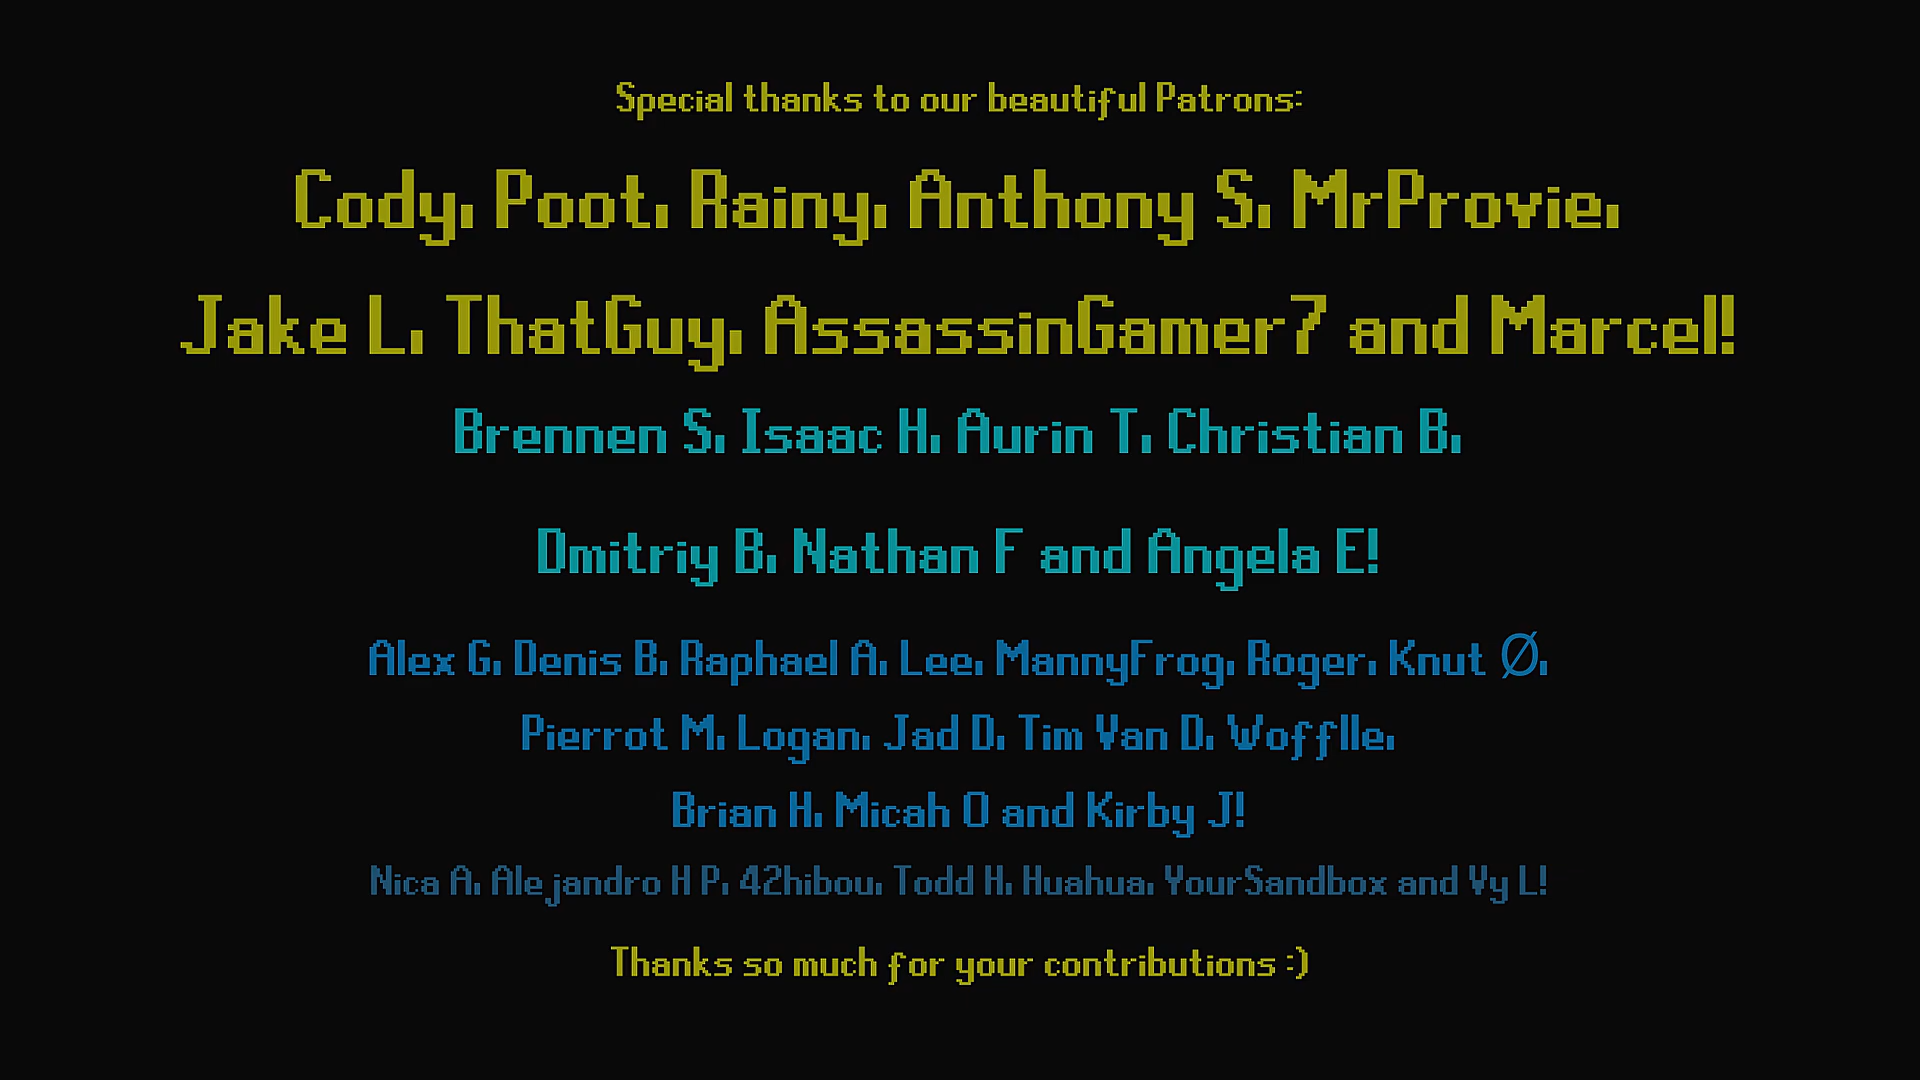 Special thanks to our beautiful Patrons:
Cody, Poot, Rainy, Anthony S, MrProvie,
Jake L, ThatGuy, AssassinGamer7 and Marcel!
Brennen S, Isaac H, Aurin T, Christian B,
Dmitriy B, Nathan F and Angela E!
Alex G, Denis B, Raphael A, Lee, MannyFrog, Roger, Knut Ø,
Pierrot M, Logan, Jad D, Tim Van D, Wofflle,
Brian H, Micah O and Kirby J!
Nica A, Alejandro H P, 42hibou, Todd H, Huahua, YourSandbox and Vy L!
Thanks so much for your contributions :)